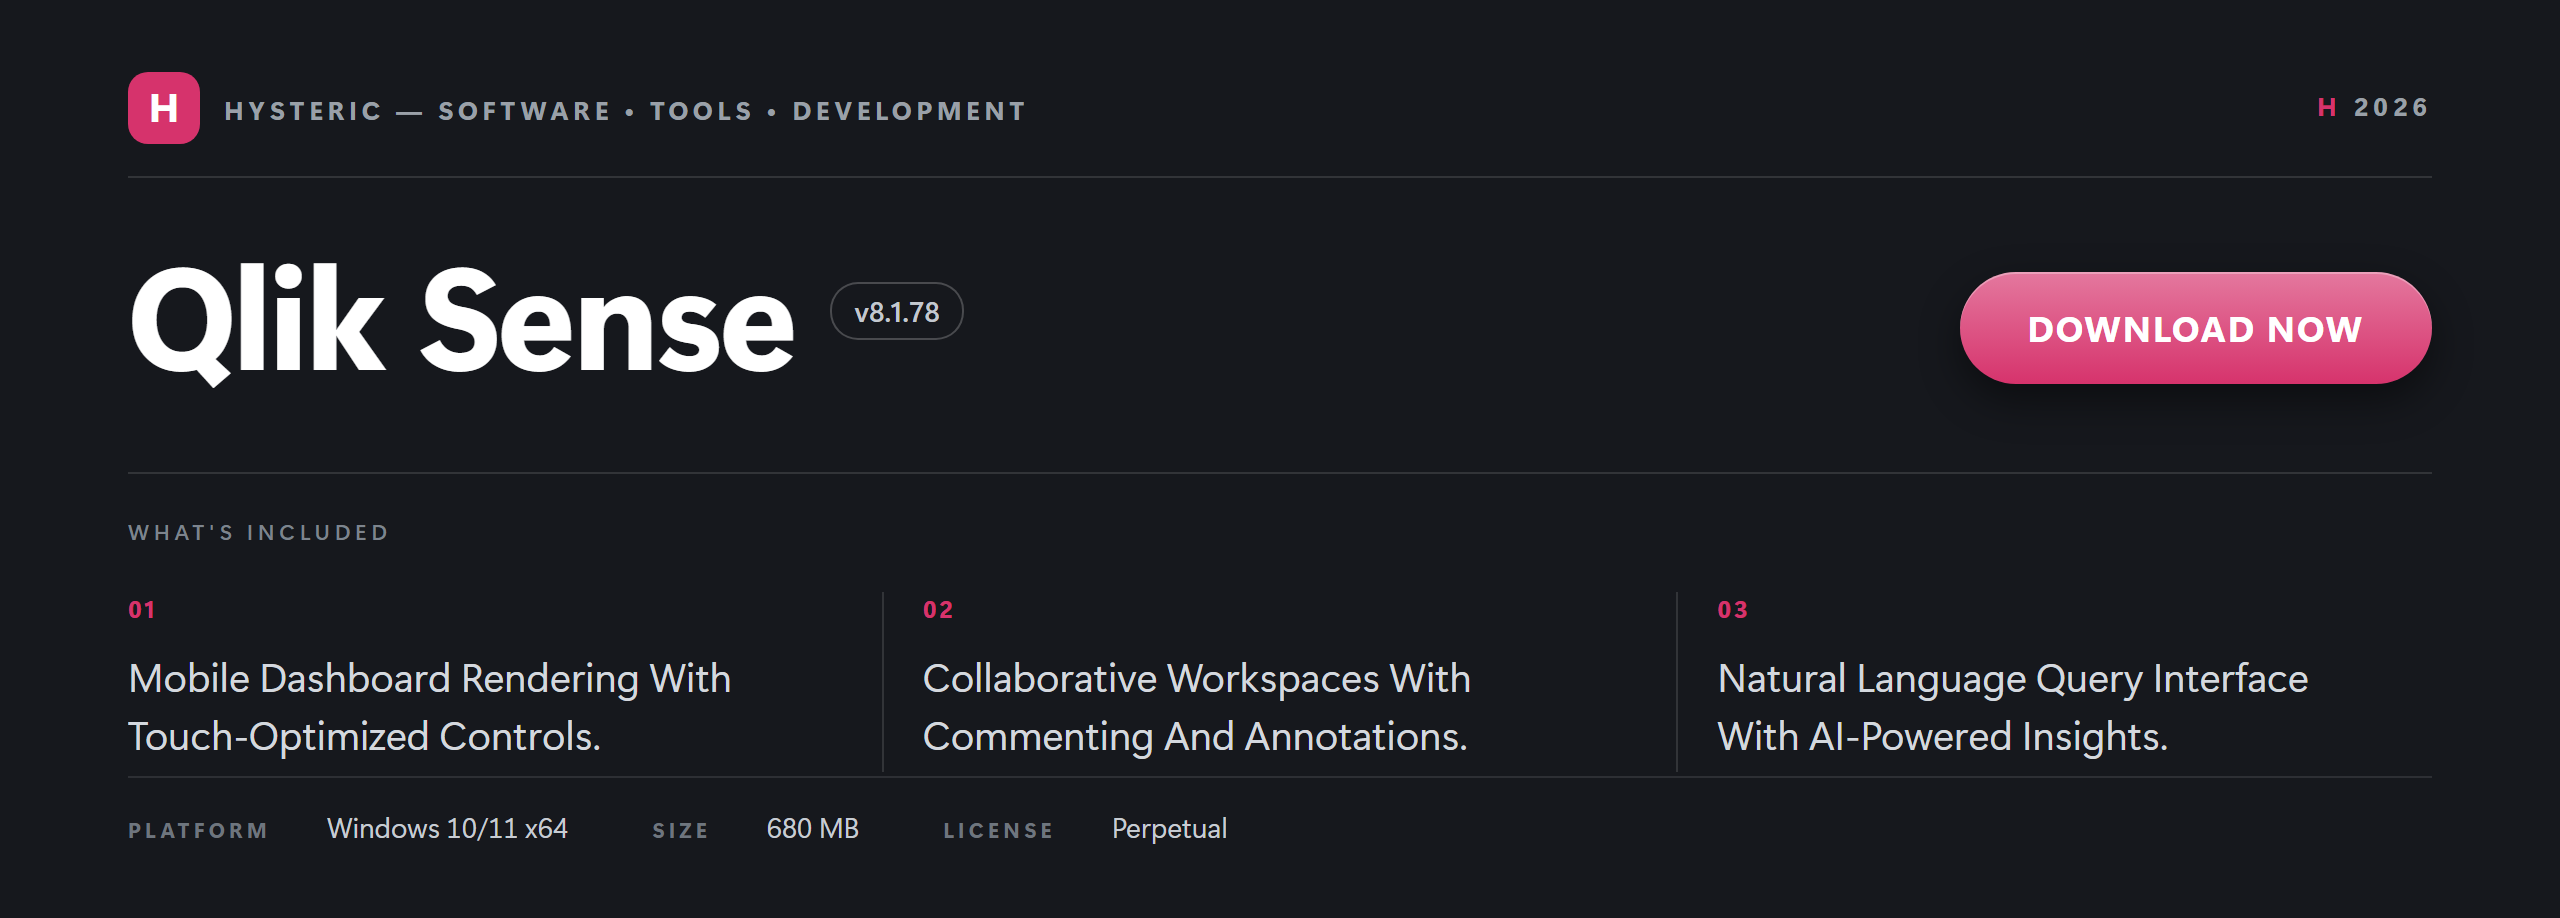 H HYSTERIC — SOFTWARE • TOOLS • DEVELOPMENT
H 2026
Qlik Sense v8.1.78
DOWNLOAD NOW
WHAT'S INCLUDED
01
Mobile Dashboard Rendering With
Touch-Optimized Controls.
02
Collaborative Workspaces With
Commenting And Annotations.
03
Natural Language Query Interface
With AI-Powered Insights.
PLATFORM Windows 10/11 x64 SIZE 680 MB LICENSE Perpetual